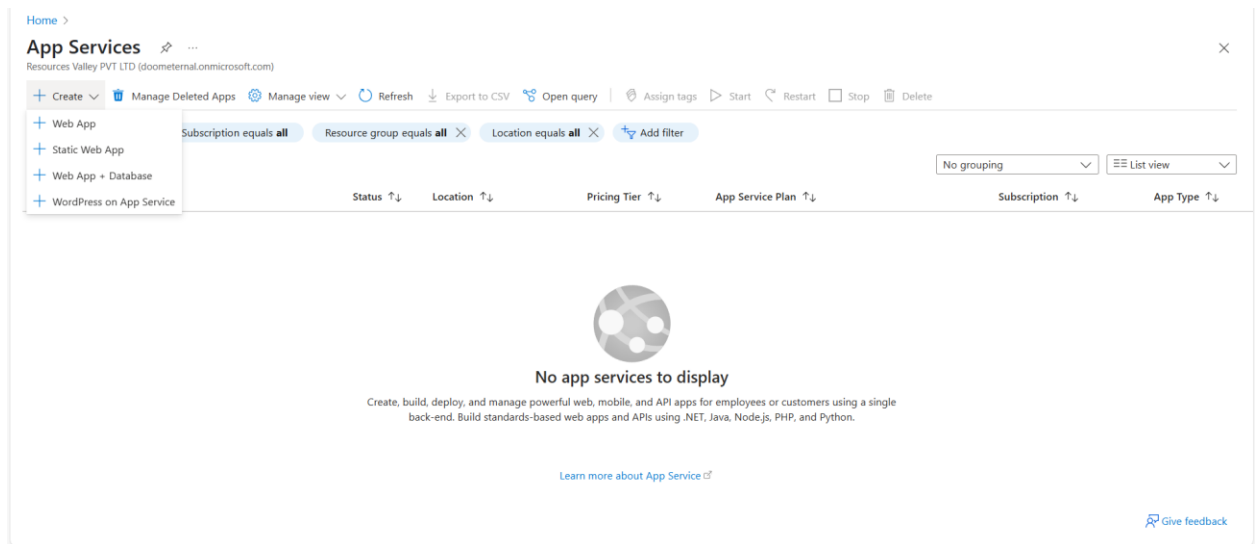 Home >
App Services ...
Resources Valley PVT LTD (doometernal.onmicrosoft.com)
+ Create Manage Deleted Apps Manage view Refresh Export to CSV Open query Assign tags Start Restart Stop Delete
+ Web App
Subscription equals all Resource group equals all × Location equals all × Add filter
+ Static Web App
+ Web App + Database
No grouping List view
+ WordPress on App Service
Status ↑↓ Location ↑↓ Pricing Tier ↑↓ App Service Plan ↑↓ Subscription ↑↓ App Type ↑↓
No app services to display
Create, build, deploy, and manage powerful web, mobile, and API apps for employees or customers using a single
back-end. Build standards-based web apps and APIs using .NET, Java, Node.js, PHP, and Python.
Learn more about App Service
Give feedback